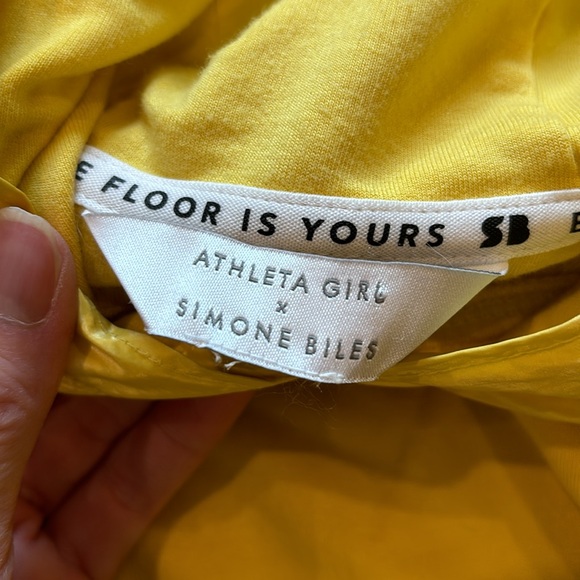 E FLOOR IS YOURS SB E
ATHLETA GIRL
x
SIMONE BILES